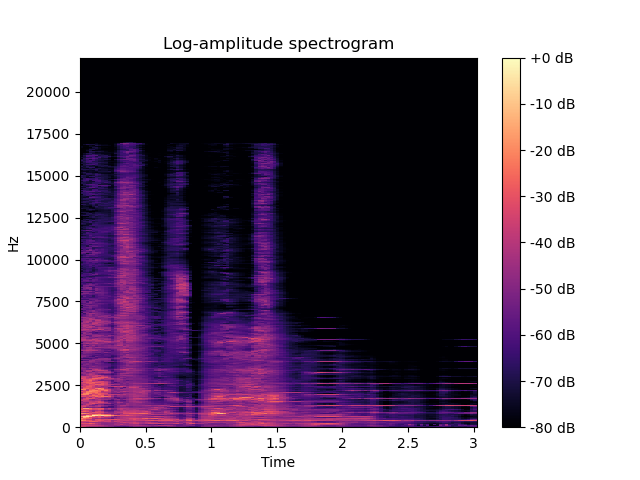 Log-amplitude spectrogram
Hz
20000
17500
15000
12500
10000
7500
5000
2500
0
0 0.5 1 1.5 2 2.5 3
Time
+0 dB
-10 dB
-20 dB
-30 dB
-40 dB
-50 dB
-60 dB
-70 dB
-80 dB